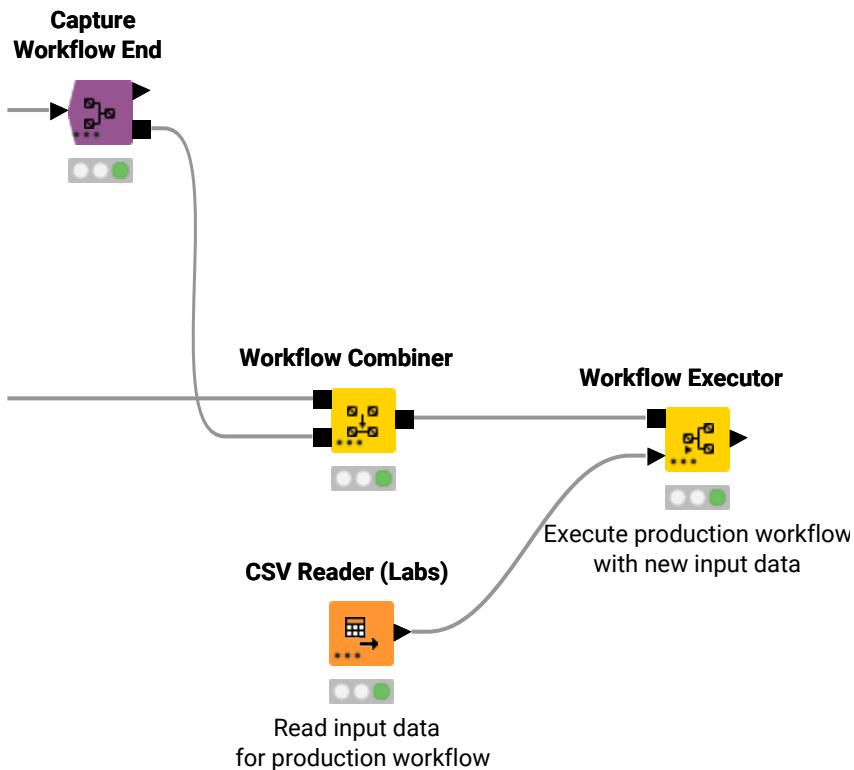 Capture
Workflow End
Workflow Combiner
Workflow Executor
Execute production workflow
with new input data
CSV Reader (Labs)
Read input data
for production workflow